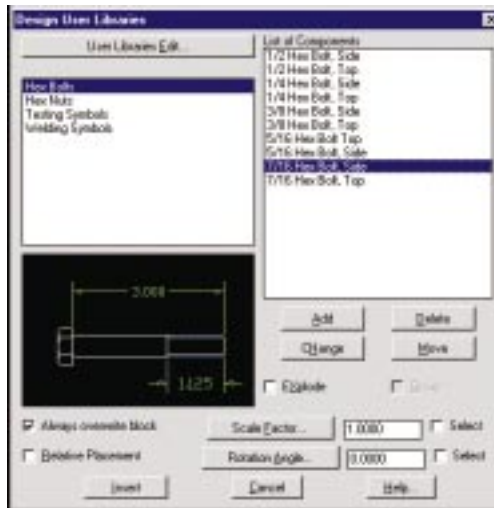 Design User Libraries
User Libraries Edit...
List of Components
Hex Bolts
Hex Nuts
Testing Symbols
Welding Symbols
1/2 Hex Bolt, Side
1/2 Hex Bolt, Top
1/4 Hex Bolt, Side
1/4 Hex Bolt, Top
3/8 Hex Bolt, Side
3/8 Hex Bolt, Top
5/16 Hex Bolt Top
5/16 Hex Bolt, Side
7/16 Hex Bolt, Side
7/16 Hex Bolt, Top
3.000
1.125
Add
Delete
Change
Move
Explode
Always overwrite block
Scale Factor...
1.0000
Select
Relative Placement
Rotation Angle...
0.0000
Select
Insert
Cancel
Help...